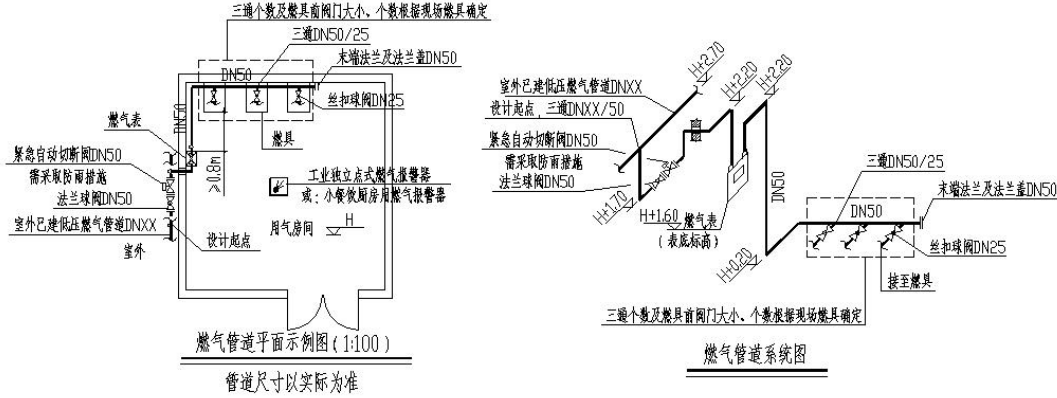 三通个数及燃具前阀门大小、个数根据现场燃具确定
三通DN50/25
末端法兰及法兰盖DN50
DN50
丝扣球阀DN25
DN50
燃气表
燃具
≥0.8m
紧急自动切断阀DN50
需采取防雨措施
法兰球阀DN50
工业独立点式燃气报警器
或：小餐饮厨房用燃气报警器
室外已建低压燃气管道DNXX
室外
设计起点
用气房间
H
燃气管道平面示例图(1:100)
管道尺寸以实际为准
H+2.70
H+2.20
H+2.20
室外已建低压燃气管道DNXX
设计起点，三通DNXX/50
紧急自动切断阀DN50
需采取防雨措施
法兰球阀DN50
H+1.70
H+1.60
燃气表
(表底标高)
DN50
H+0.20
三通DN50/25
末端法兰及法兰盖DN50
DN50
丝扣球阀DN25
接至燃具
三通个数及燃具前阀门大小、个数根据现场燃具确定
燃气管道系统图